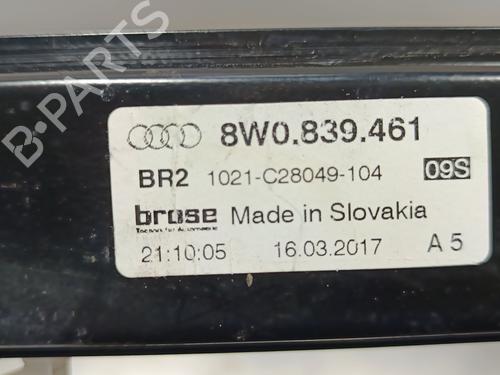 B-PARTS
8W0.839.461
BR2 1021-C28049-104 09S
brose Made in Slovakia
21:10:05 16.03.2017 A 5